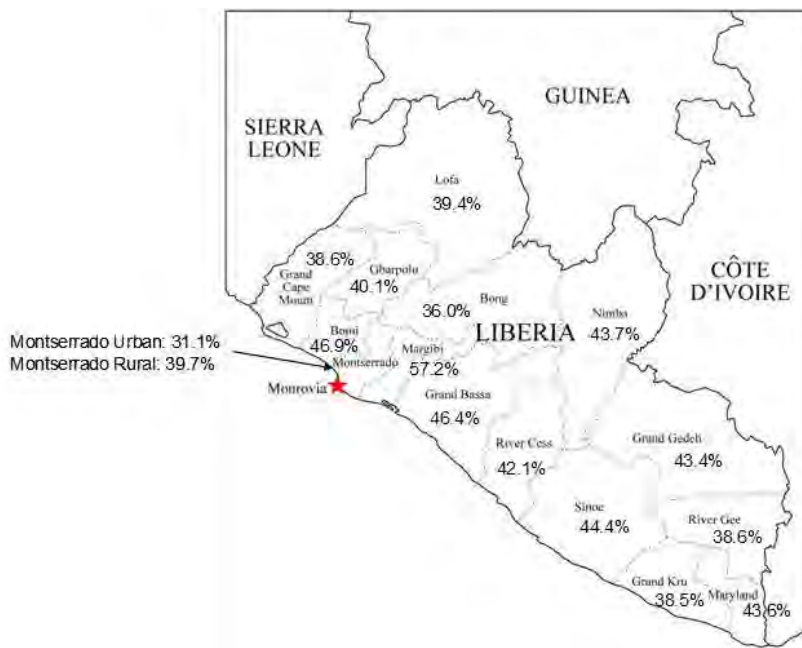 GUINEA
SIERRA
LEONE
Lofa
39.4%
CÔTE
D'IVOIRE
38.6%
Grand
Cape
Mount
Gbarpolu
40.1%
Bong
36.0%
LIBERIA
Nimba
43.7%
Bomi
46.9%
Montserrado Urban: 31.1%
Montserrado Rural: 39.7%
Montserrado
Margibi
57.2%
Monrovia
Grand Bassa
46.4%
River Cess
42.1%
Grand Gedeh
43.4%
Sinoe
44.4%
River Gee
38.6%
Grand Kru
38.5%
Maryland
43.6%